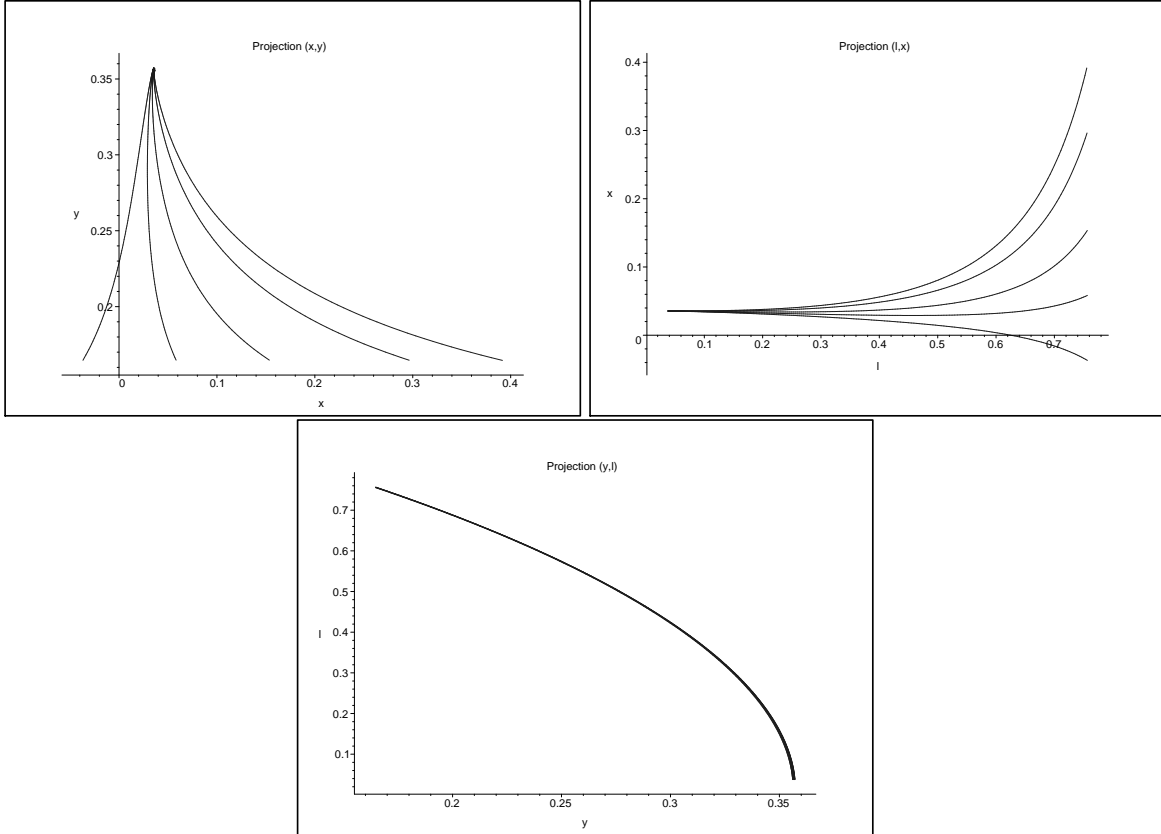 Projection (x,y)
0.35
0.3
y
0.25
0.2
0 0.1 0.2 0.3 0.4
x
Projection (l,x)
0.4
0.3
x
0.2
0.1
0
0.1 0.2 0.3 0.4 0.5 0.6 0.7
l
Projection (y,l)
0.7
0.6
0.5
l
0.4
0.3
0.2
0.1
0.2 0.25 0.3 0.35
y